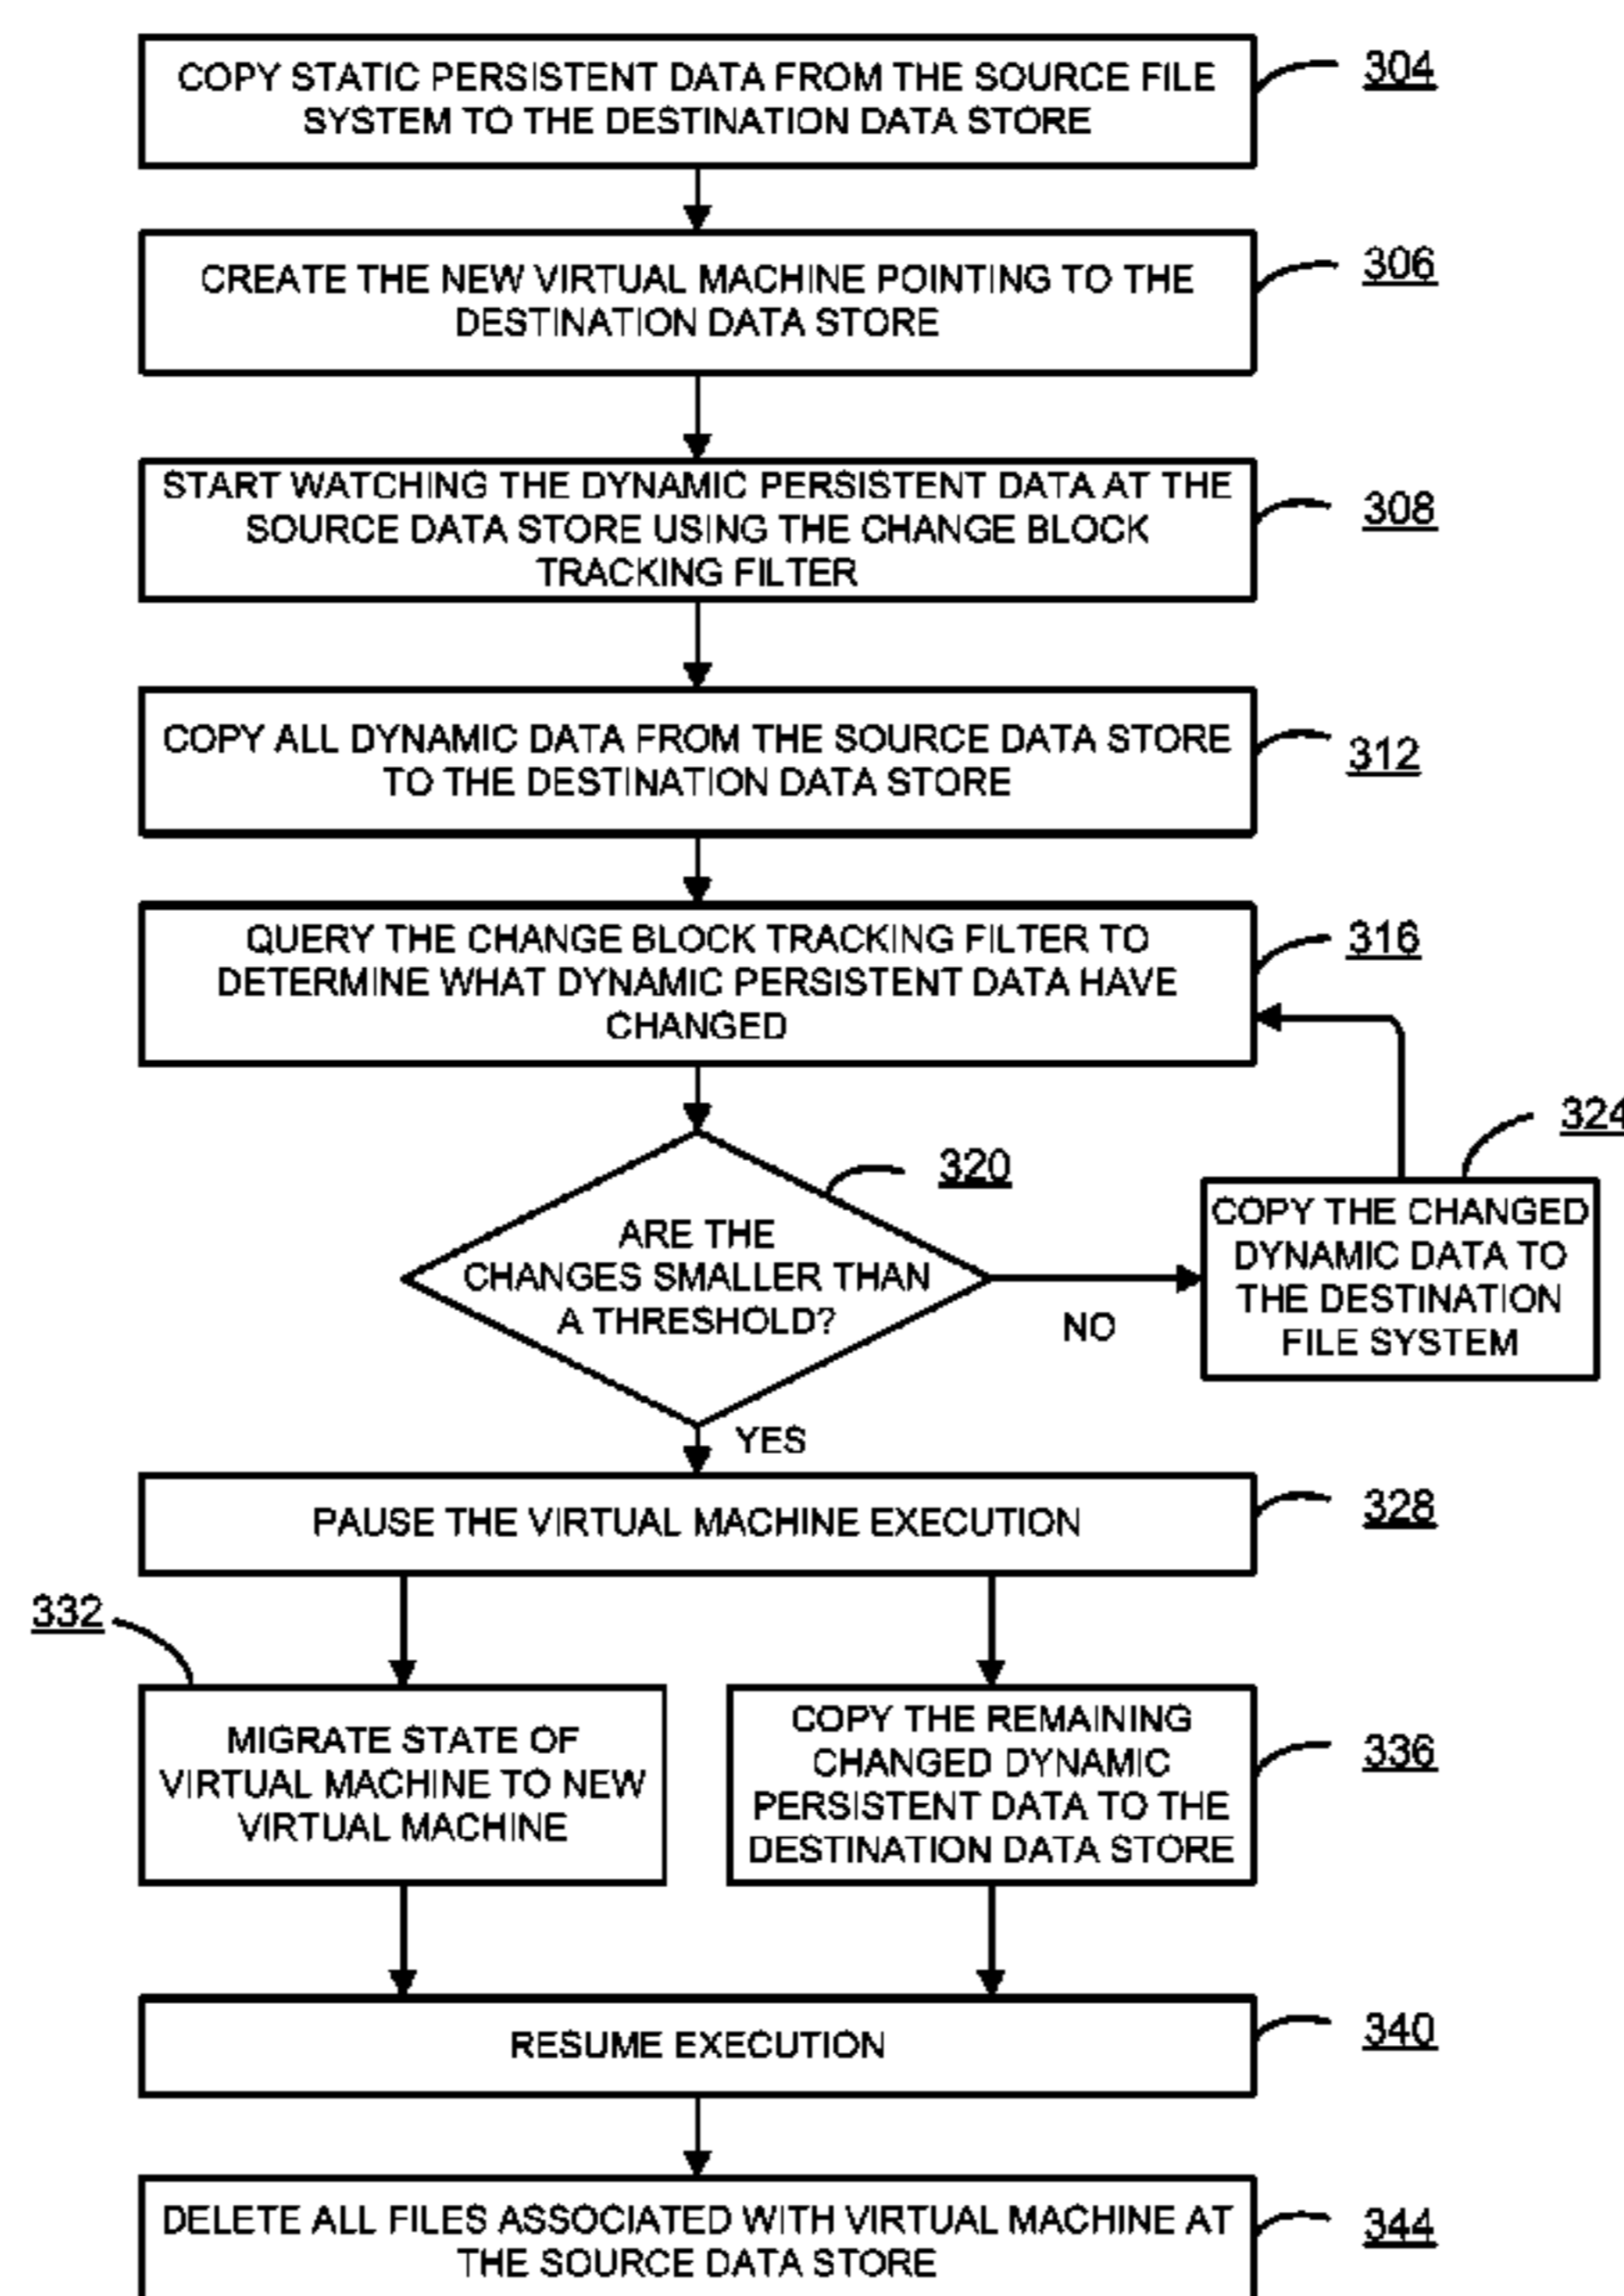 COPY STATIC PERSISTENT DATA FROM THE SOURCE FILE
SYSTEM TO THE DESTINATION DATA STORE
304
CREATE THE NEW VIRTUAL MACHINE POINTING TO THE
DESTINATION DATA STORE
306
START WATCHING THE DYNAMIC PERSISTENT DATA AT THE
SOURCE DATA STORE USING THE CHANGE BLOCK
TRACKING FILTER
308
COPY ALL DYNAMIC DATA FROM THE SOURCE DATA STORE
TO THE DESTINATION DATA STORE
312
QUERY THE CHANGE BLOCK TRACKING FILTER TO
DETERMINE WHAT DYNAMIC PERSISTENT DATA HAVE
CHANGED
316
ARE THE
CHANGES SMALLER THAN
A THRESHOLD?
320
NO
COPY THE CHANGED
DYNAMIC DATA TO
THE DESTINATION
FILE SYSTEM
324
YES
PAUSE THE VIRTUAL MACHINE EXECUTION
328
332
MIGRATE STATE OF
VIRTUAL MACHINE TO NEW
VIRTUAL MACHINE
COPY THE REMAINING
CHANGED DYNAMIC
PERSISTENT DATA TO THE
DESTINATION DATA STORE
336
RESUME EXECUTION
340
DELETE ALL FILES ASSOCIATED WITH VIRTUAL MACHINE AT
THE SOURCE DATA STORE
344